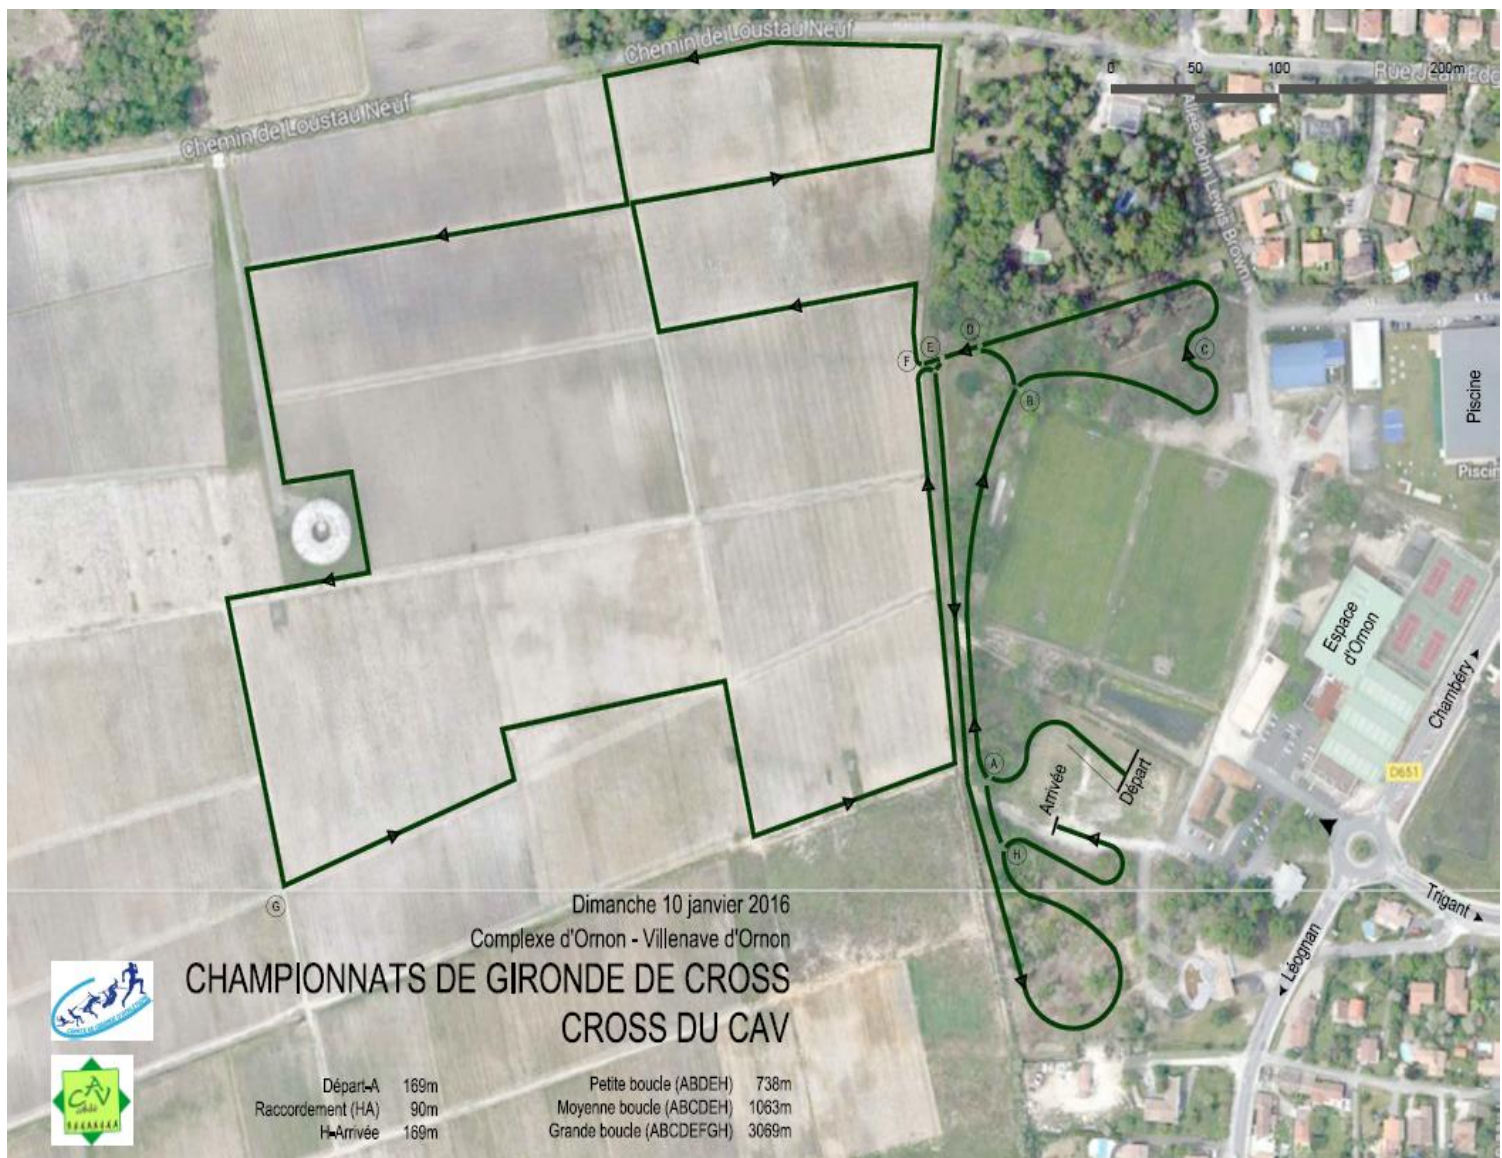 Chemin de Loustau Neuf
0 50 100 200m
Rue Jean Edg
Chemin de Loustau Neuf
Allée John Lewis Brown
D
E
F
C
B
Piscine
Piscin
Espace
d'Ornon
Chambéry
D651
A
Arrivée
Départ
H
G
Trigant
Léognan
Dimanche 10 janvier 2016
Complexe d'Ornon - Villenave d'Ornon
CHAMPIONNATS DE GIRONDE DE CROSS
CROSS DU CAV
CAV
Départ-A 169m
Raccordement (HA) 90m
H-Arrivée 169m
Petite boucle (ABDEH) 738m
Moyenne boucle (ABCDEH) 1063m
Grande boucle (ABCDEFGH) 3069m